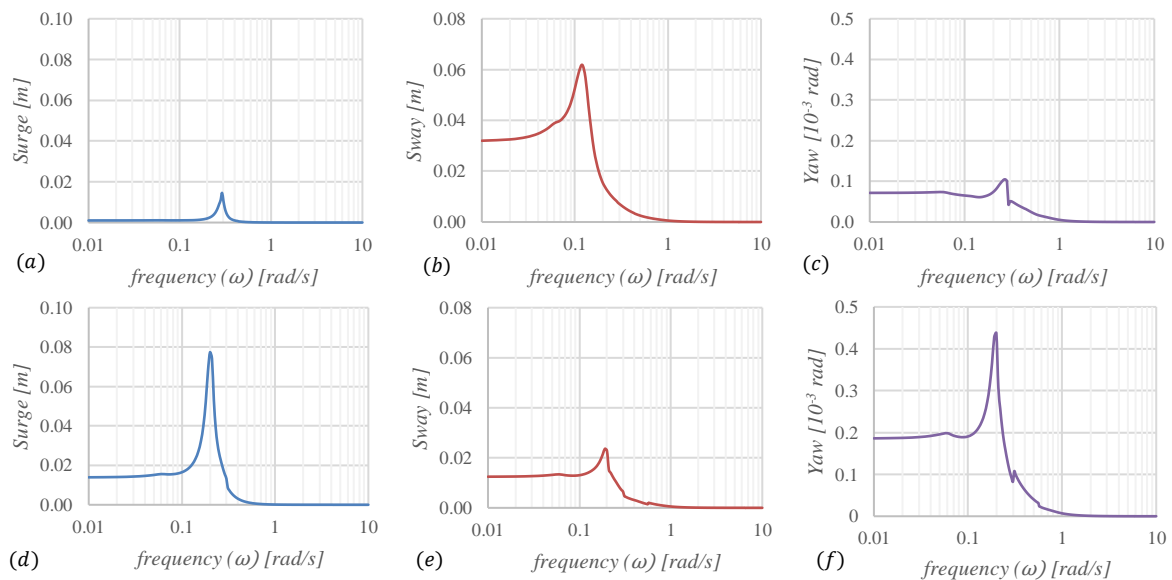 0.10
0.08
0.06
0.04
0.02
0.00
Surge [m]
0.01 0.1 1 10
frequency (ω) [rad/s]
(a)
0.08
0.06
0.04
0.02
0.00
Sway [m]
0.01 0.1 1 10
frequency (ω) [rad/s]
(b)
0.5
0.4
0.3
0.2
0.1
0
Yaw [10⁻³ rad]
0.01 0.1 1 10
frequency (ω) [rad/s]
(c)
0.10
0.08
0.06
0.04
0.02
0.00
Surge [m]
0.01 0.1 1 10
frequency (ω) [rad/s]
(d)
0.08
0.06
0.04
0.02
0.00
Sway [m]
0.01 0.1 1 10
frequency (ω) [rad/s]
(e)
0.5
0.4
0.3
0.2
0.1
0
Yaw [10⁻³ rad]
0.01 0.1 1 10
frequency (ω) [rad/s]
(f)